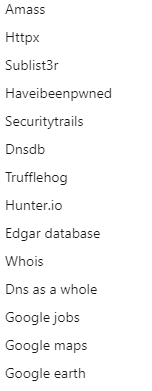 Amass
Httpx
Sublist3r
Haveibeenpwned
Securitytrails
Dnsdb
Trufflehog
Hunter.io
Edgar database
Whois
Dns as a whole
Google jobs
Google maps
Google earth